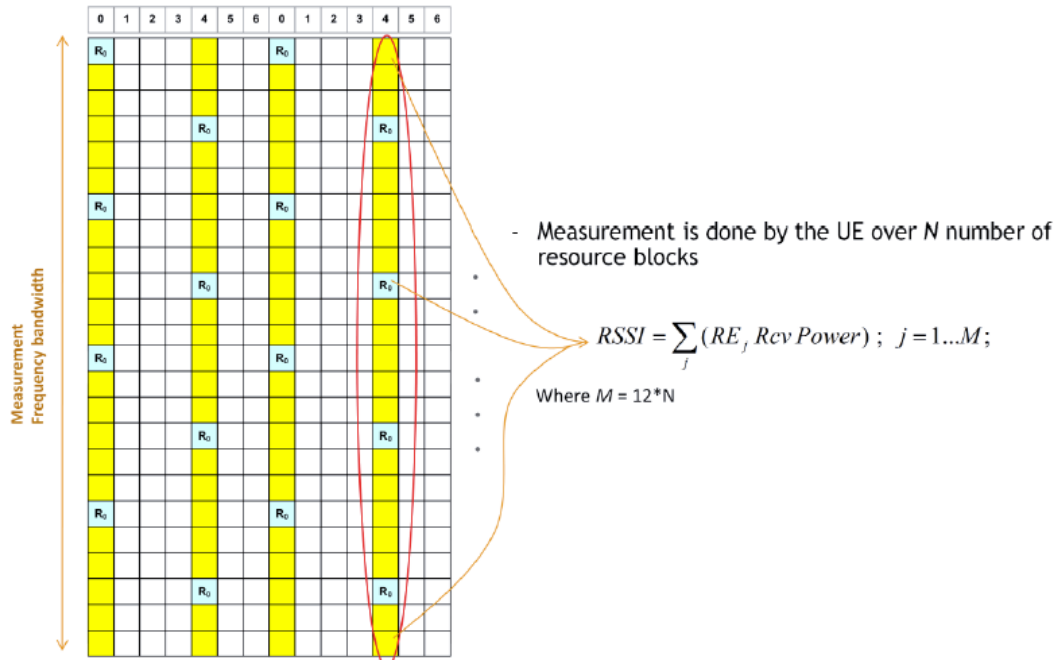 0 1 2 3 4 5 6 0 1 2 3 4 5 6
R₀ R₀
R₀ R₀
R₀ R₀
R₀ R₀
R₀ R₀
R₀ R₀
R₀ R₀
R₀ R₀
Measurement
Frequency bandwidth
- Measurement is done by the UE over N number of
resource blocks
RSSI = ∑j (REj Rcv Power) ; j = 1...M;
Where M = 12*N